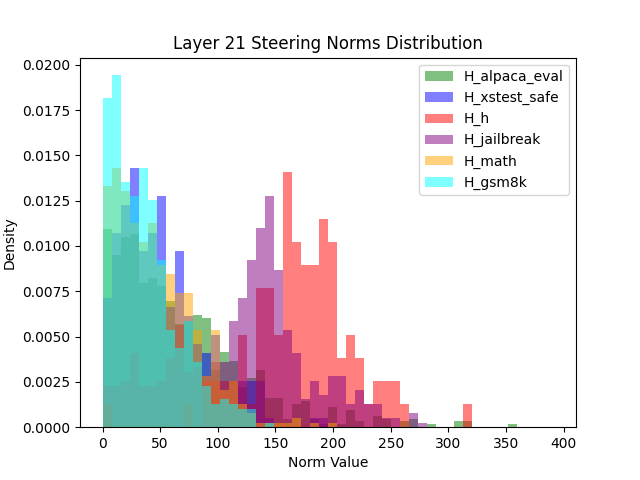 Layer 21 Steering Norms Distribution
0.0200
0.0175
0.0150
0.0125
0.0100
0.0075
0.0050
0.0025
0.0000
Density
H_alpaca_eval
H_xstest_safe
H_h
H_jailbreak
H_math
H_gsm8k
0 50 100 150 200 250 300 350 400
Norm Value